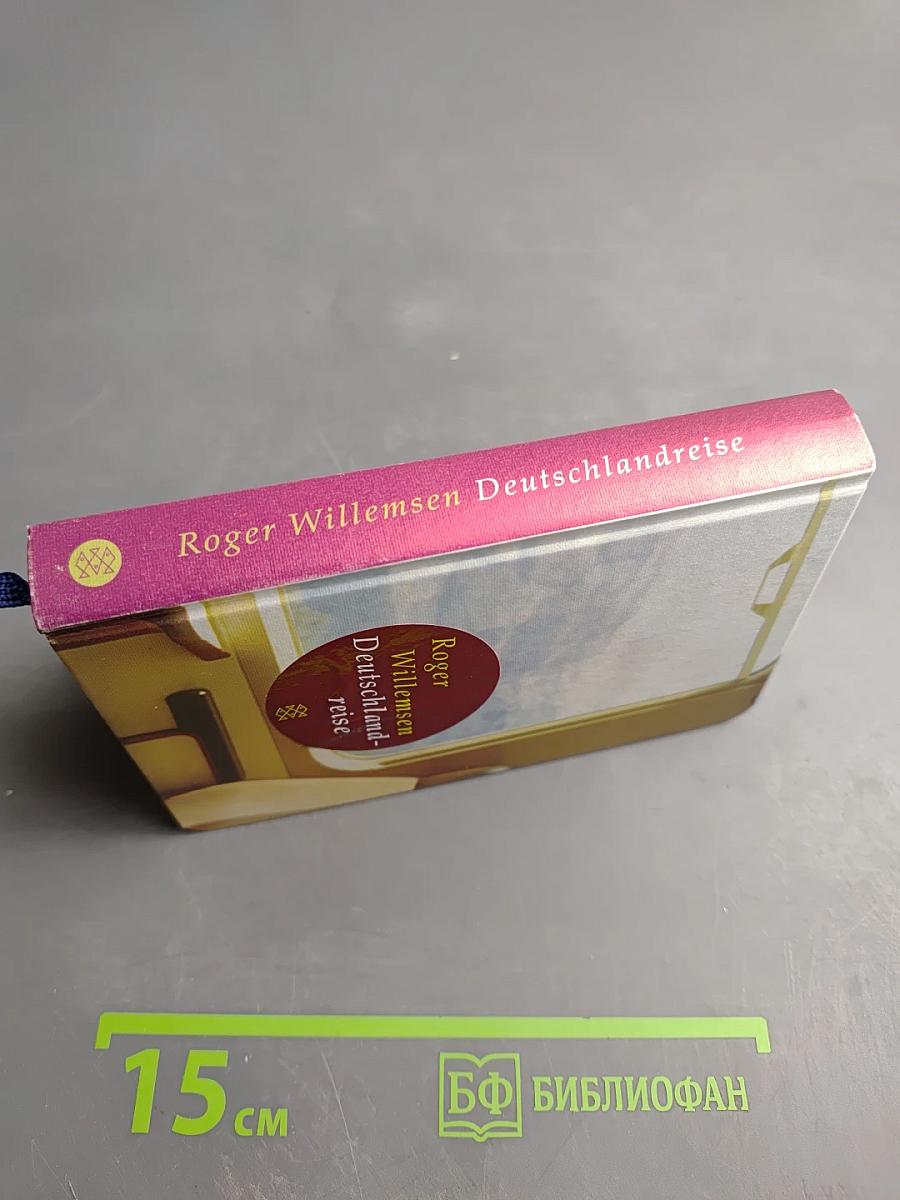 Roger Willemsen Deutschlandreise
Roger
Willemsen
Deutschland-
reise
15 см
БФ БИБЛИОФАН